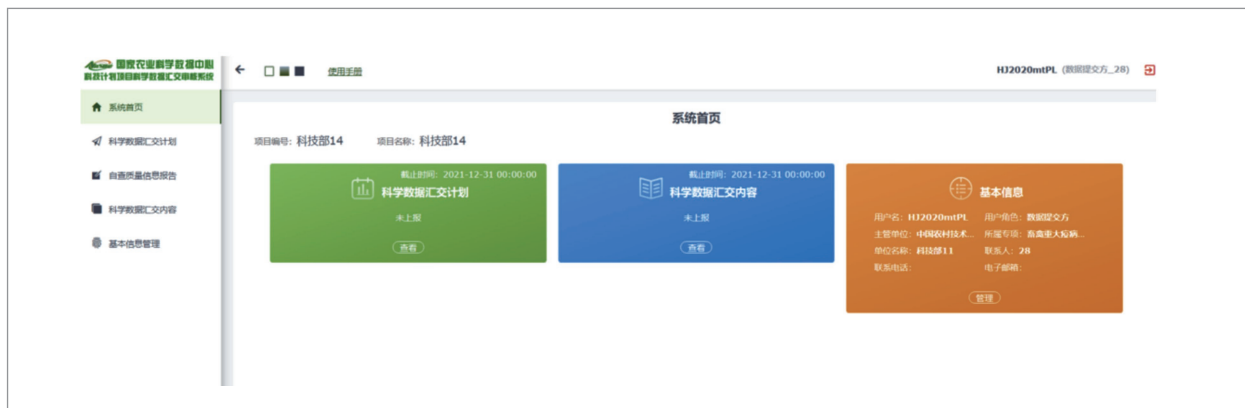 国家农业科学数据中心
科技计划项目科学数据汇交审核系统
使用手册
HJ2020mtPL (数据提交方_28)
系统首页
科学数据汇交计划
自查质量信息报告
科学数据汇交内容
基本信息管理
系统首页
项目编号: 科技部14 项目名称: 科技部14
截止时间: 2021-12-31 00:00:00
科学数据汇交计划
未上报
查看
截止时间: 2021-12-31 00:00:00
科学数据汇交内容
未上报
查看
基本信息
用户名: HJ2020mtPL 用户角色: 数据提交方
主管单位: 中国农村技术... 所属专项: 畜禽重大疫病...
单位名称: 科技部11 联系人: 28
联系电话: 电子邮箱:
管理